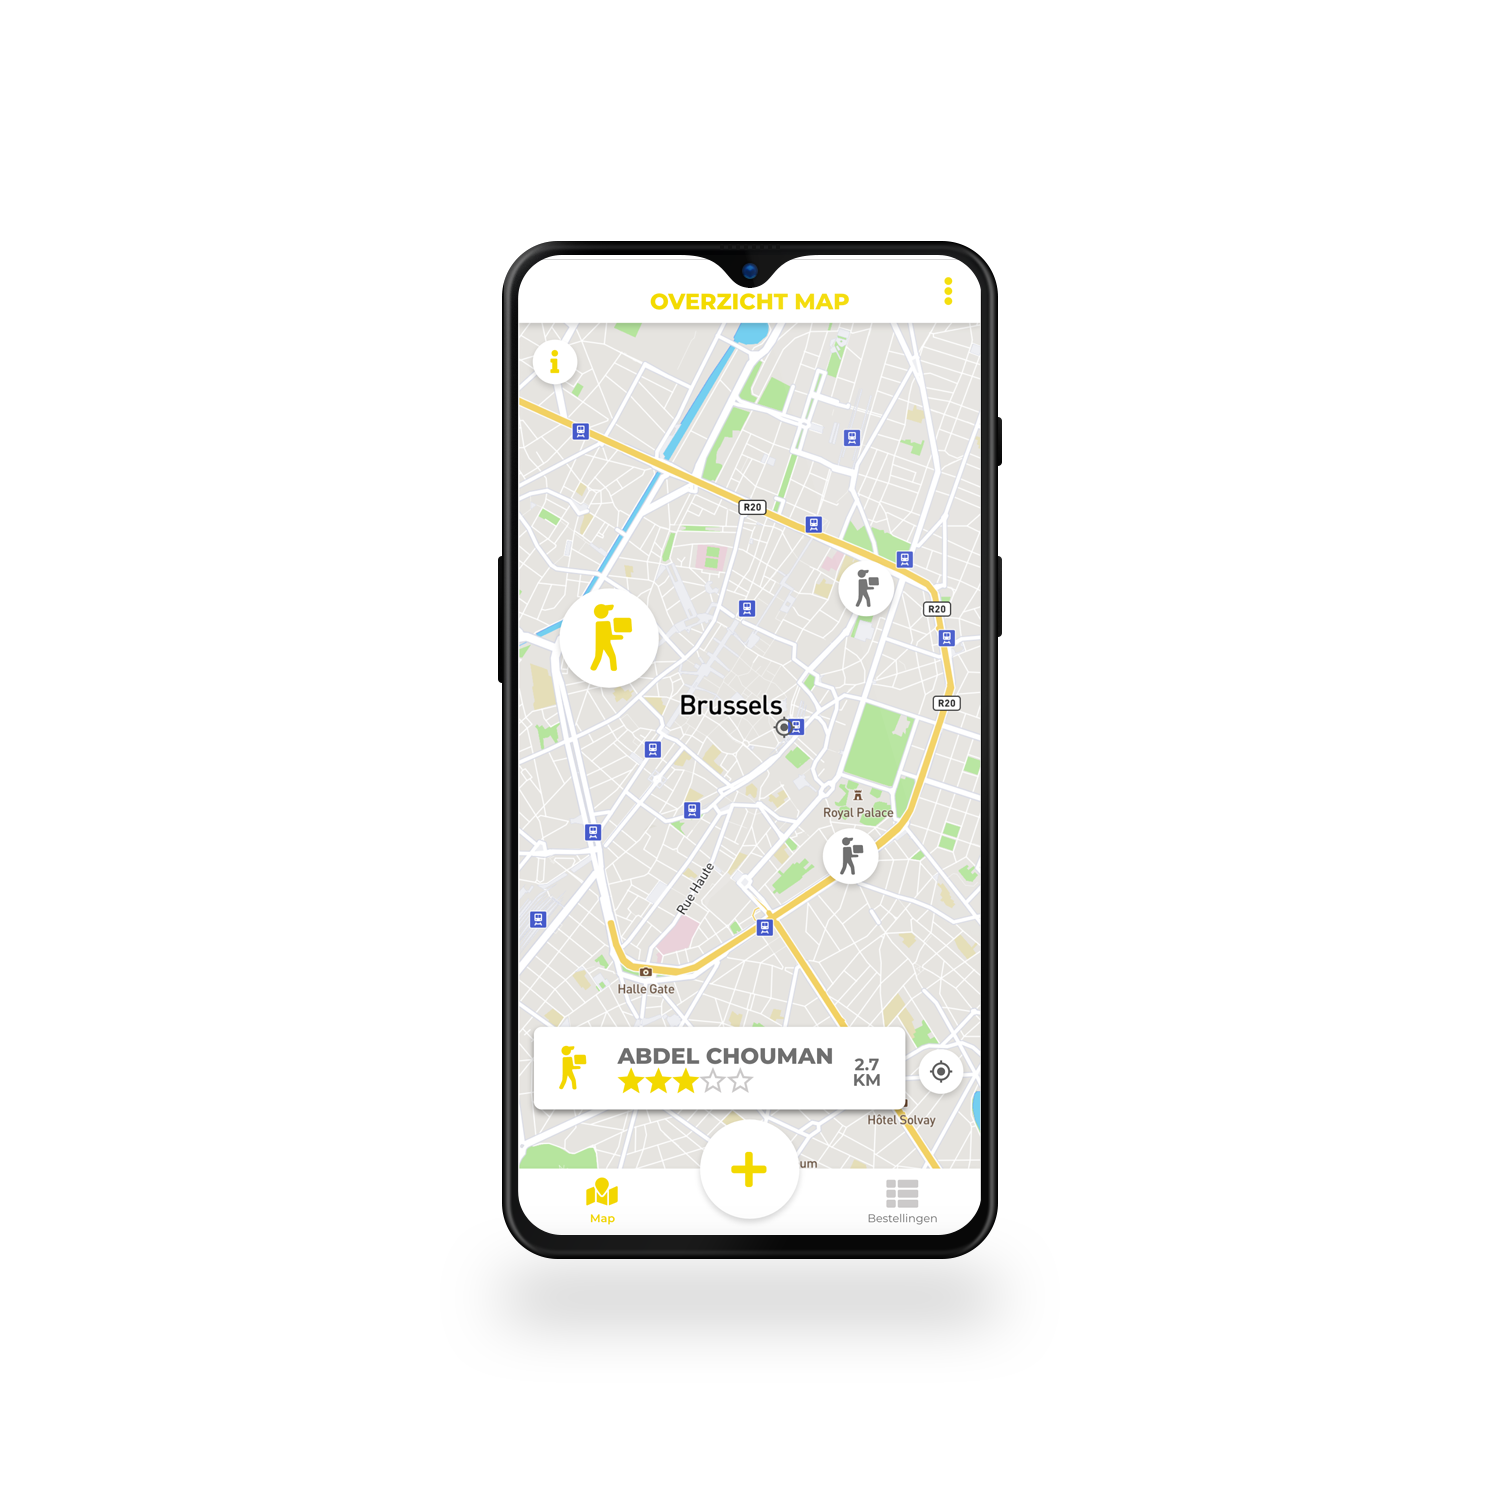 OVERZICHT MAP
R20
R20
R20
Brussels
Royal Palace
Rue Haute
Halle Gate
ABDEL CHOUMAN
2.7
KM
Hôtel Solvay
um
Map
Bestellingen